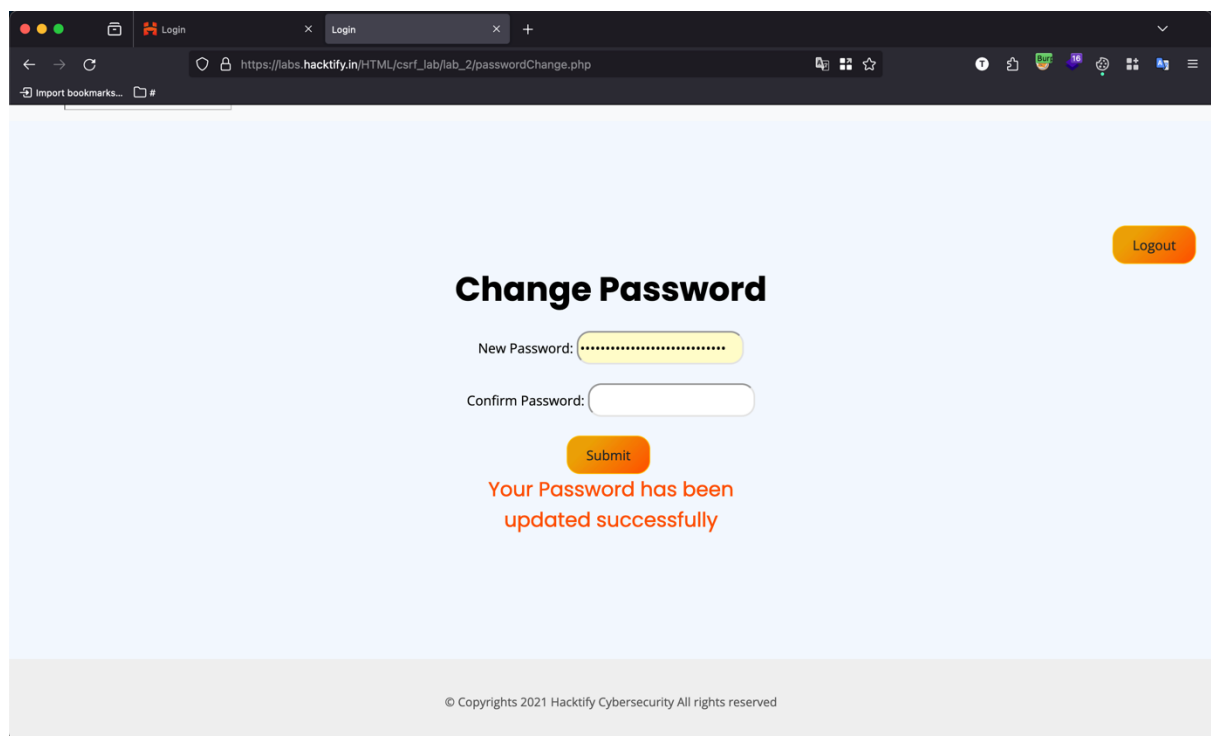 Login
Login
https://labs.hacktify.in/HTML/csrf_lab/lab_2/passwordChange.php
16
Import bookmarks... #
Logout
Change Password
New Password: •••••••••••••••••••••••••••••
Confirm Password:
Submit
Your Password has been
updated successfully
© Copyrights 2021 Hacktify Cybersecurity All rights reserved